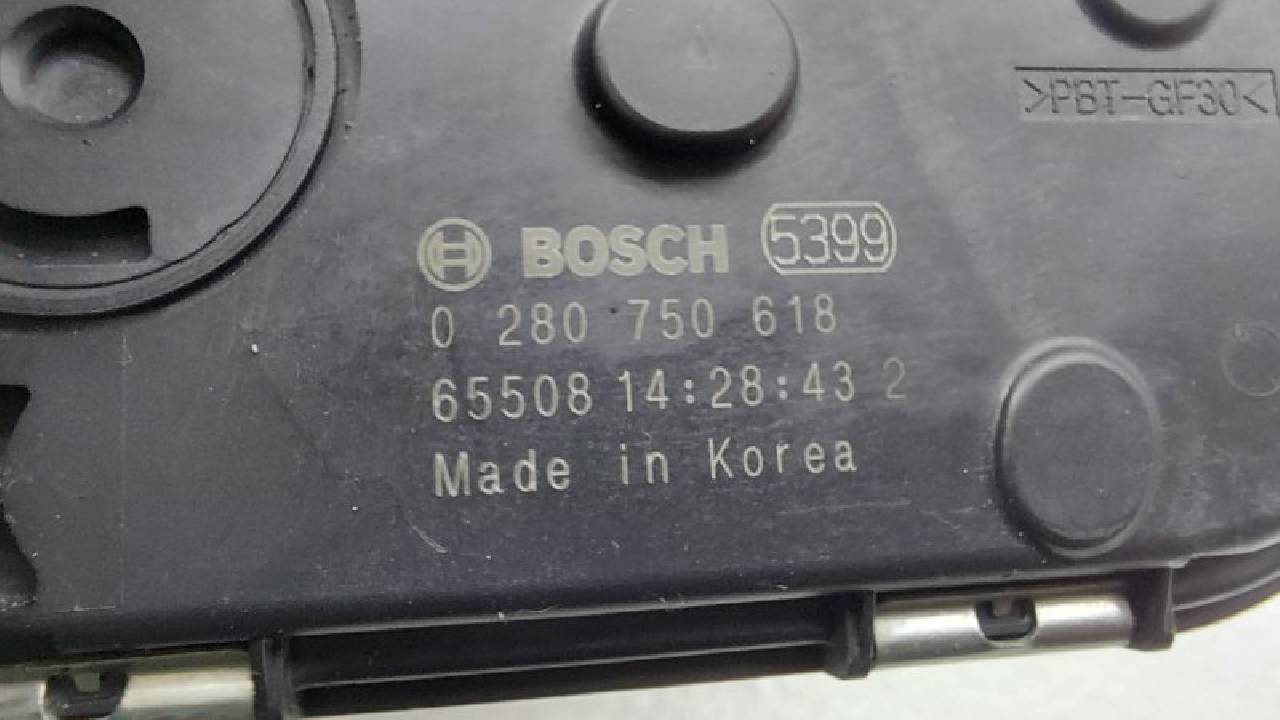 >PBT-GF30<
BOSCH 5399
0 280 750 618
65508 14:28:43 2
Made in Korea